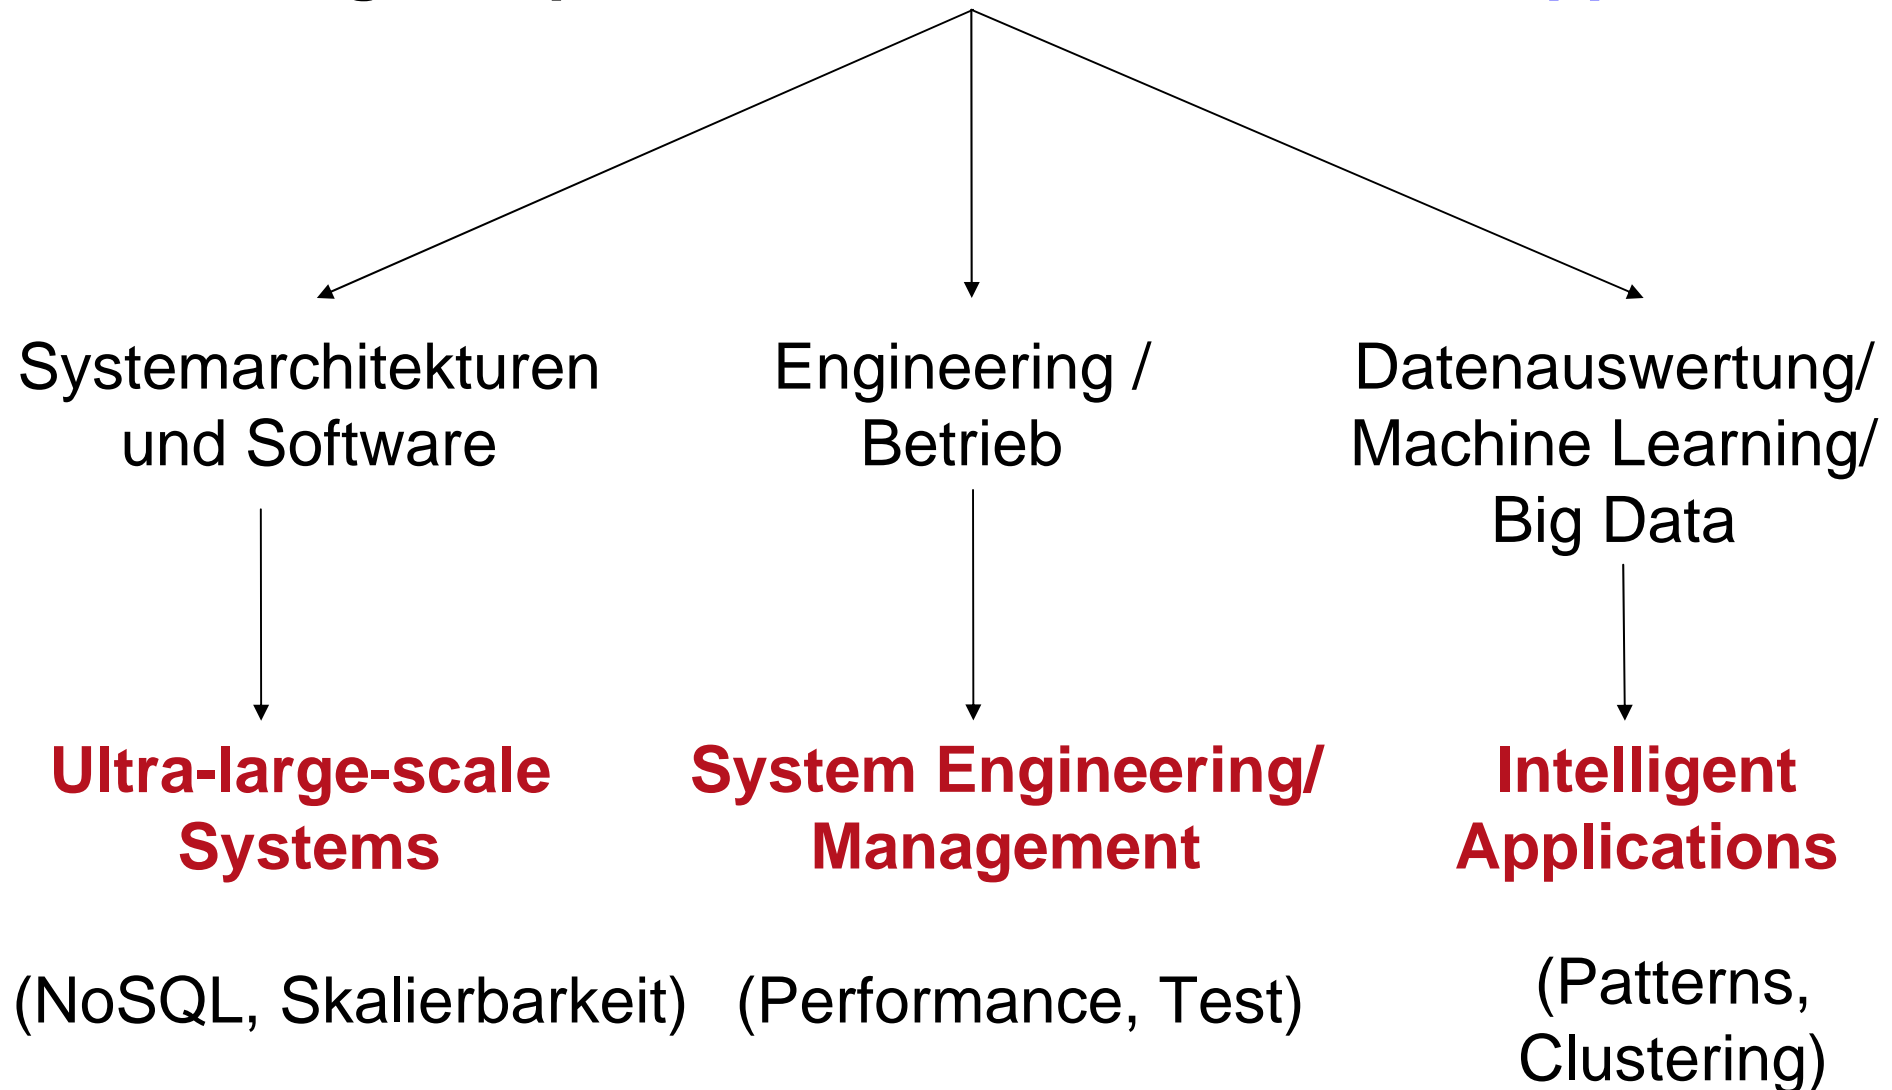 Systemarchitekturen
und Software
Engineering /
Betrieb
Datenauswertung/
Machine Learning/
Big Data
Ultra-large-scale
Systems
System Engineering/
Management
Intelligent
Applications
(NoSQL, Skalierbarkeit)
(Performance, Test)
(Patterns,
Clustering)